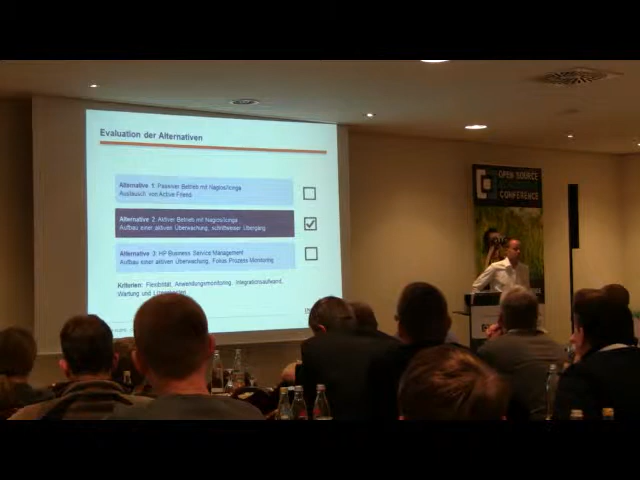 Evaluation der Alternativen
Alternative 1: Passiver Betrieb mit Nagios/Icinga
Austausch von Active Friend
Alternative 2: Aktiver Betrieb mit Nagios/Icinga
Aufbau einer aktiven Überwachung, schrittweiser Übergang
Alternative 3: HP Business Service Management
Aufbau einer aktiven Überwachung, Fokus Prozess Monitoring
Kriterien: Flexibilität, Anwendungsmonitoring, Integrationsaufwand,
Wartung und
OPEN SOURCE
CONFERENCE